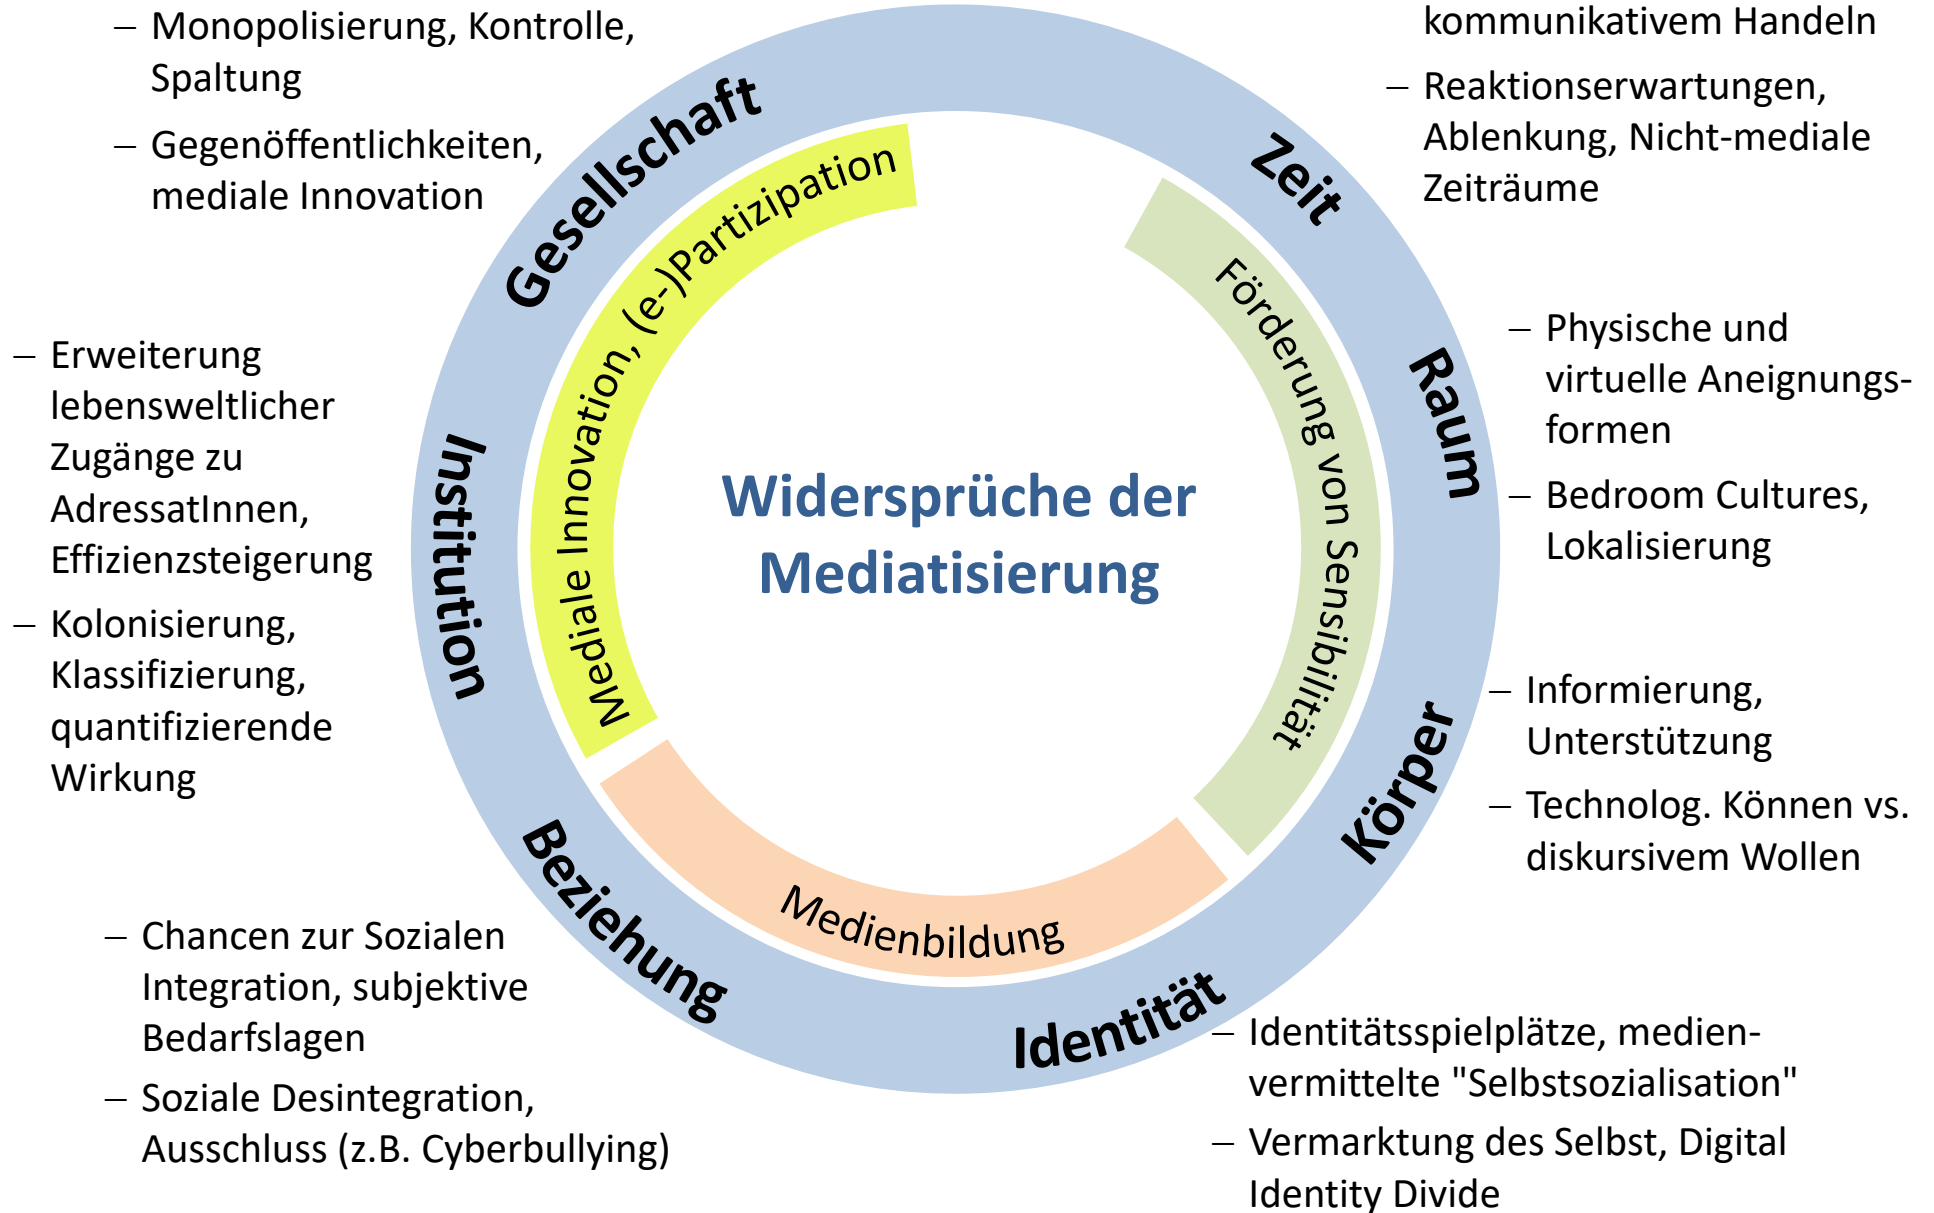 – Monopolisierung, Kontrolle,
Spaltung
– Gegenöffentlichkeiten,
mediale Innovation
kommunikativem Handeln
– Reaktionserwartungen,
Ablenkung, Nicht-mediale
Zeiträume
Gesellschaft
Zeit
Raum
Körper
Identität
Beziehung
Institution
Mediale Innovation, (e-)Partizipation
Förderung von Sensibilität
Medienbildung
Widersprüche der
Mediatisierung
– Erweiterung
lebensweltlicher
Zugänge zu
AdressatInnen,
Effizienzsteigerung
– Kolonisierung,
Klassifizierung,
quantifizierende
Wirkung
– Physische und
virtuelle Aneignungs-
formen
– Bedroom Cultures,
Lokalisierung
– Informierung,
Unterstützung
– Technolog. Können vs.
diskursivem Wollen
– Chancen zur Sozialen
Integration, subjektive
Bedarfslagen
– Soziale Desintegration,
Ausschluss (z.B. Cyberbullying)
– Identitätsspielplätze, medien-
vermittelte "Selbstsozialisation"
– Vermarktung des Selbst, Digital
Identity Divide